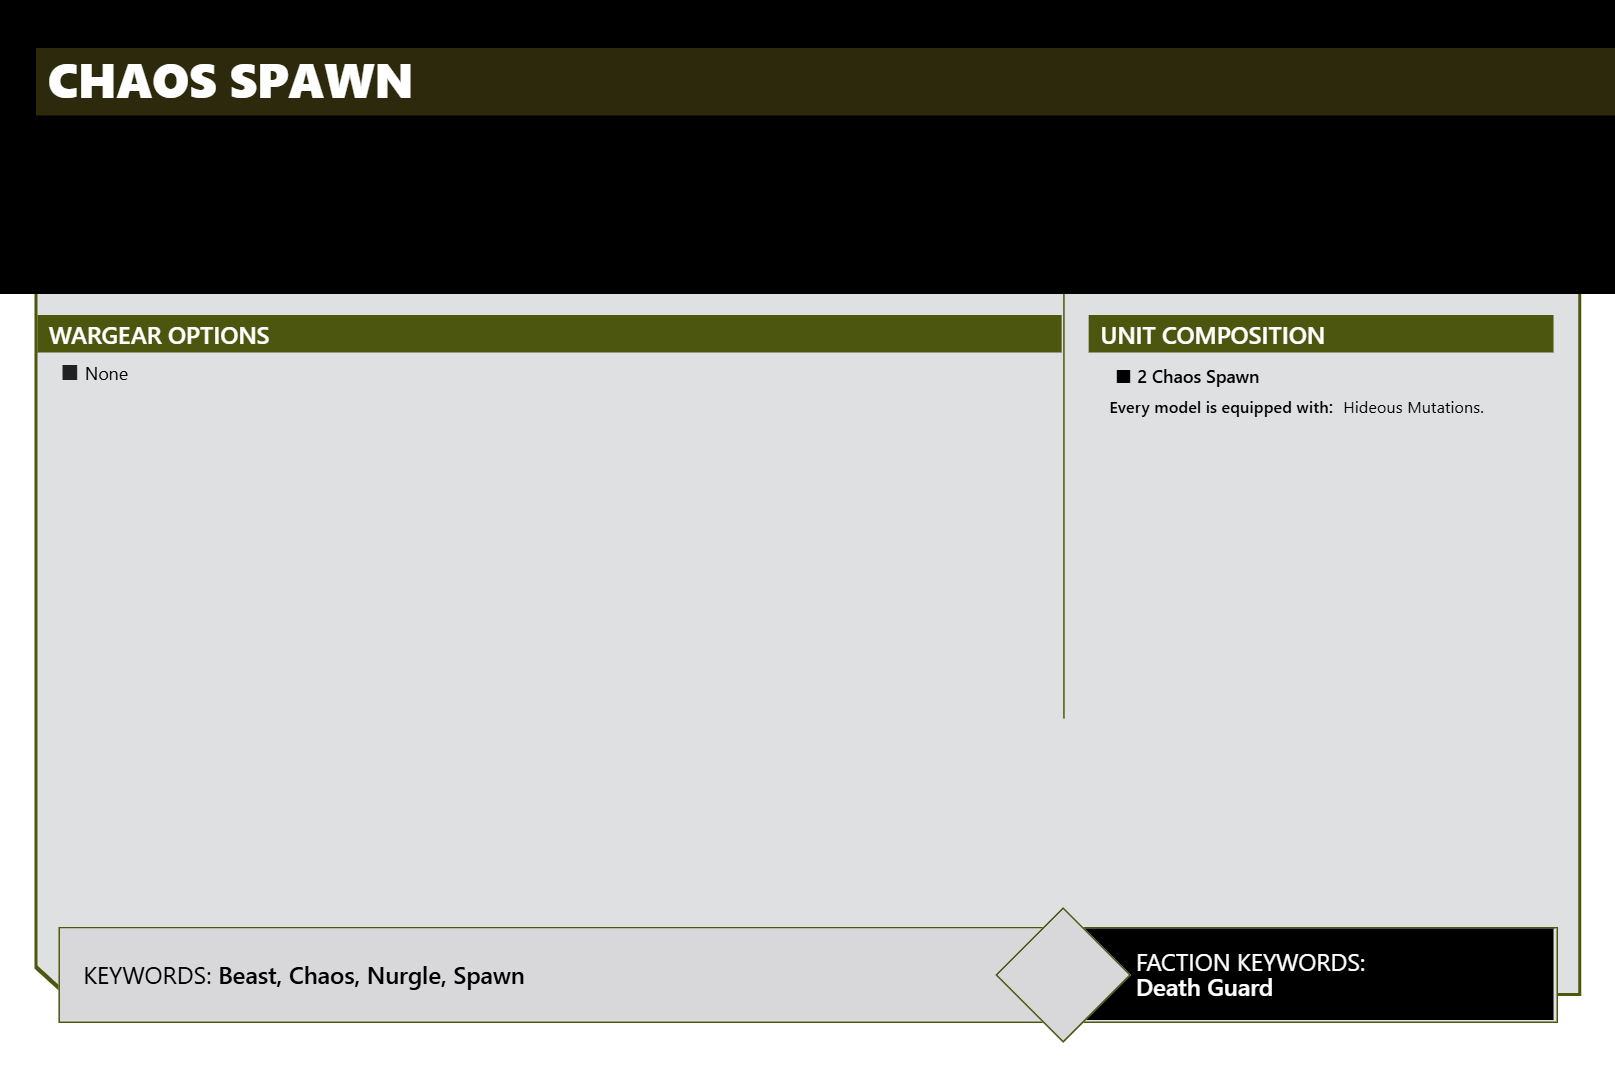 CHAOS SPAWN
WARGEAR OPTIONS
■ None
UNIT COMPOSITION
■ 2 Chaos Spawn
Every model is equipped with: Hideous Mutations.
KEYWORDS: Beast, Chaos, Nurgle, Spawn
FACTION KEYWORDS:
Death Guard